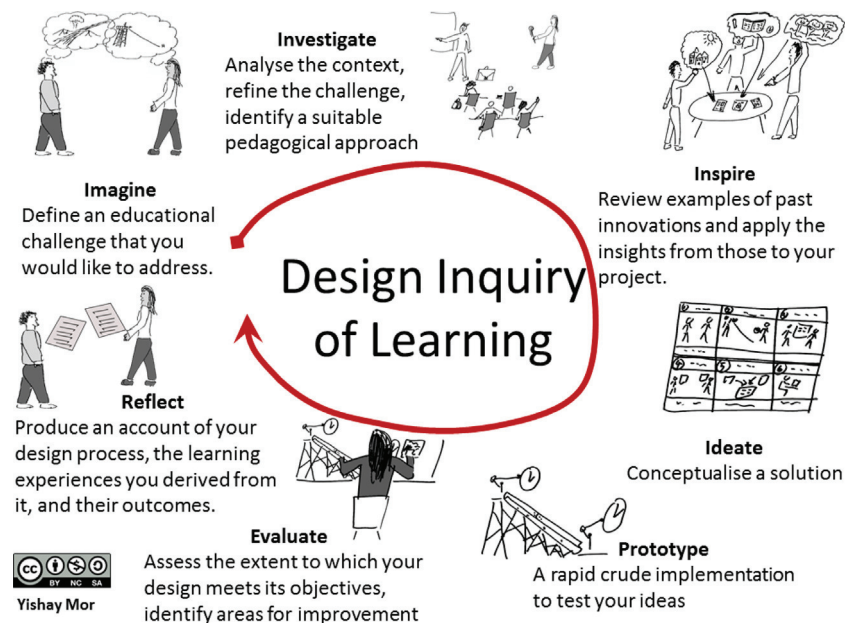 Imagine
Define an educational
challenge that you
would like to address.
Investigate
Analyse the context,
refine the challenge,
identify a suitable
pedagogical approach
Inspire
Review examples of past
innovations and apply the
insights from those to your
project.
Design Inquiry
of Learning
Ideate
Conceptualise a solution
Prototype
A rapid crude implementation
to test your ideas
Evaluate
Assess the extent to which your
design meets its objectives,
identify areas for improvement
Reflect
Produce an account of your
design process, the learning
experiences you derived from
it, and their outcomes.
cc
BY NC SA
Yishay Mor